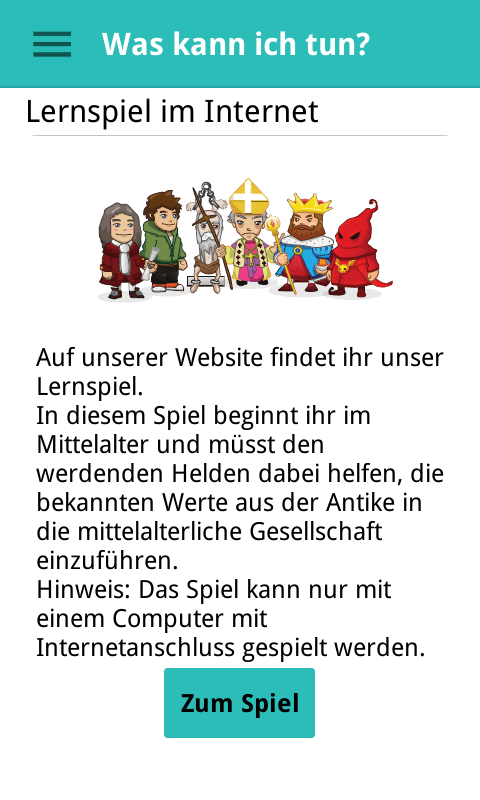 Was kann ich tun?
Lernspiel im Internet
Auf unserer Website findet ihr unser
Lernspiel.
In diesem Spiel beginnt ihr im
Mittelalter und müsst den
werdenden Helden dabei helfen, die
bekannten Werte aus der Antike in
die mittelalterliche Gesellschaft
einzuführen.
Hinweis: Das Spiel kann nur mit
einem Computer mit
Internetanschluss gespielt werden.
Zum Spiel